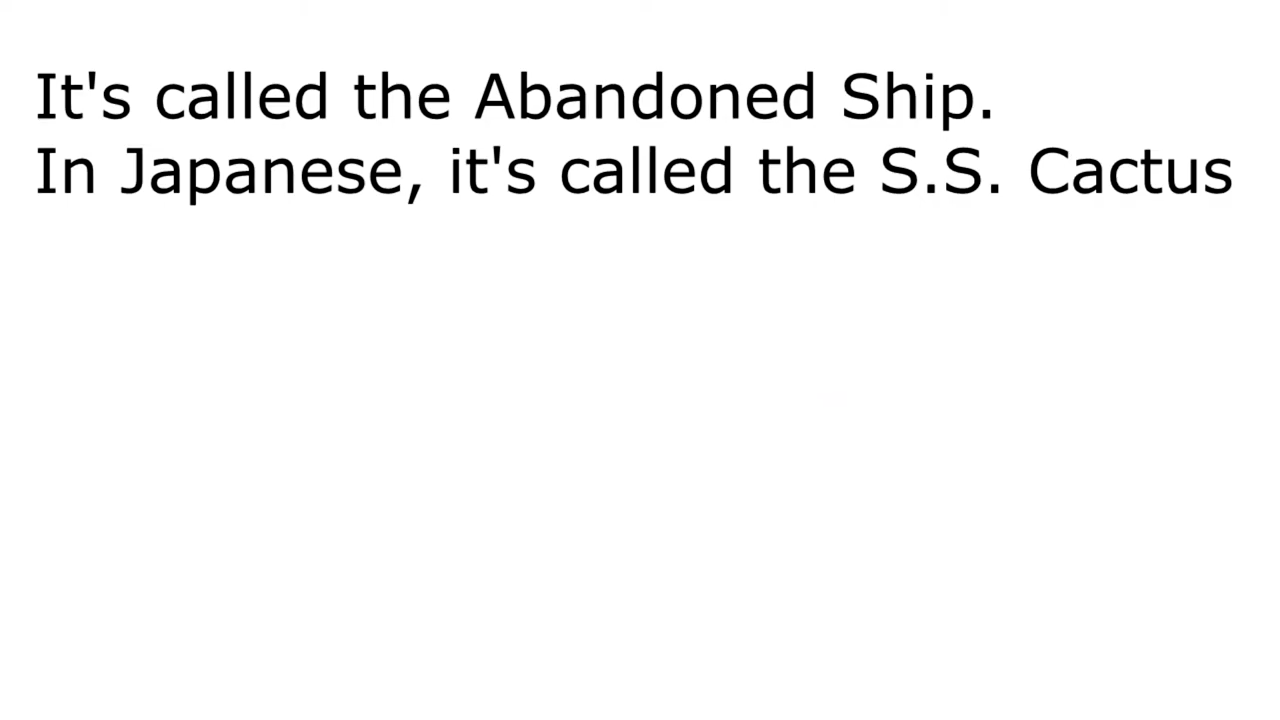 It's called the Abandoned Ship.
In Japanese, it's called the S.S. Cactus